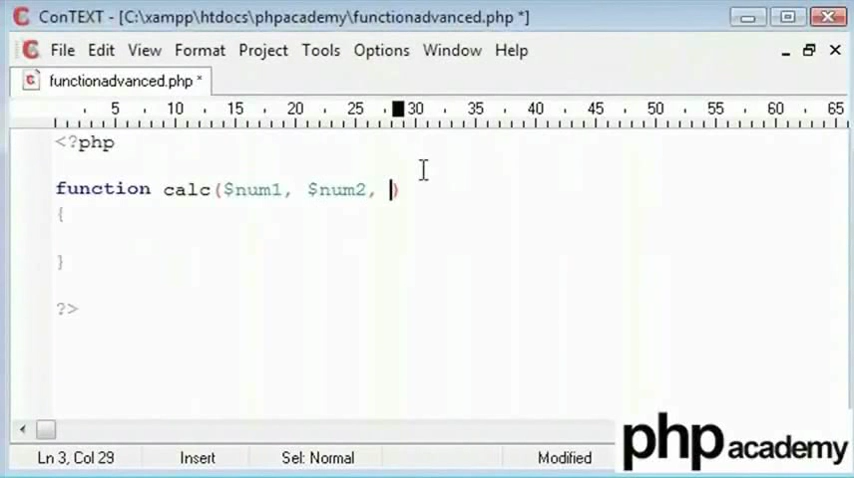 ConTEXT - [C:\xampp\htdocs\phpacademy\functionadvanced.php *]
File Edit View Format Project Tools Options Window Help
functionadvanced.php *
5 10 15 20 25 30 35 40 45 50 55 60 65
<?php
function calc($num1, $num2, )
{
}
?>
Ln 3, Col 29 Insert Sel: Normal Modified
php academy